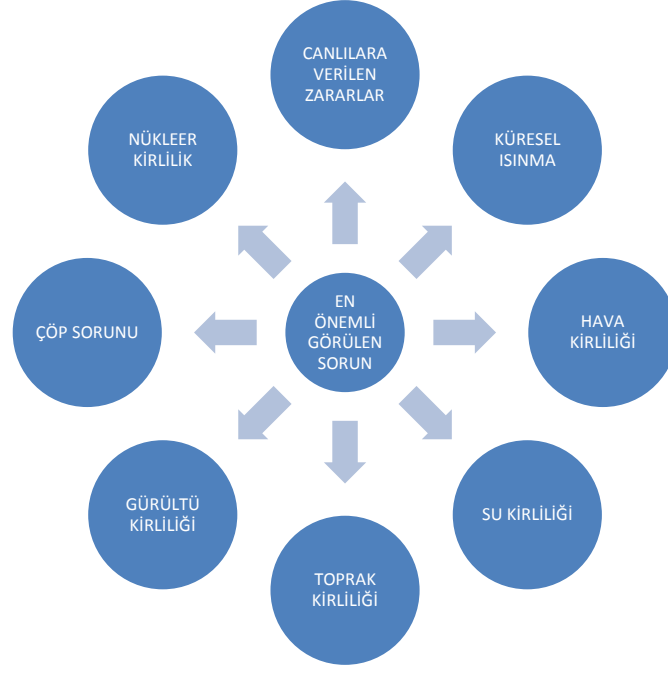 CANLILARA
VERİLEN
ZARARLAR
KÜRESEL
ISINMA
HAVA
KİRLİLİĞİ
SU KİRLİLİĞİ
TOPRAK
KİRLİLİĞİ
GÜRÜLTÜ
KİRLİLİĞİ
ÇÖP SORUNU
NÜKLEER
KİRLİLİK
EN
ÖNEMLİ
GÖRÜLEN
SORUN